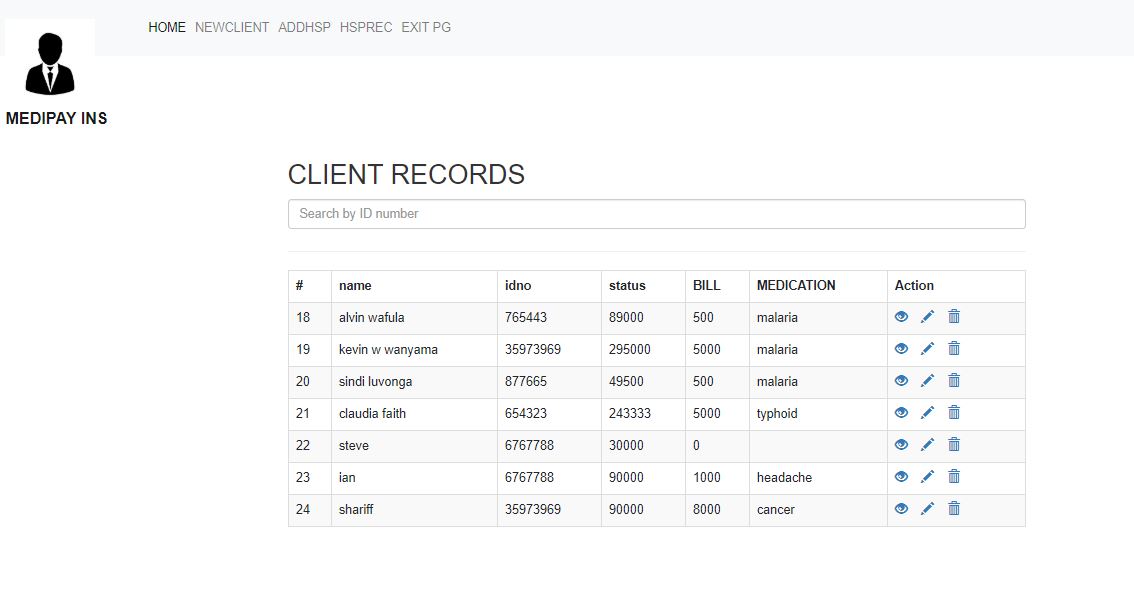 HOME NEWCLIENT ADDHSP HSPREC EXIT PG
MEDIPAY INS
CLIENT RECORDS
Search by ID number
# name idno status BILL MEDICATION Action
18 alvin wafula 765443 89000 500 malaria
19 kevin w wanyama 35973969 295000 5000 malaria
20 sindi luvonga 877665 49500 500 malaria
21 claudia faith 654323 243333 5000 typhoid
22 steve 6767788 30000 0
23 ian 6767788 90000 1000 headache
24 shariff 35973969 90000 8000 cancer